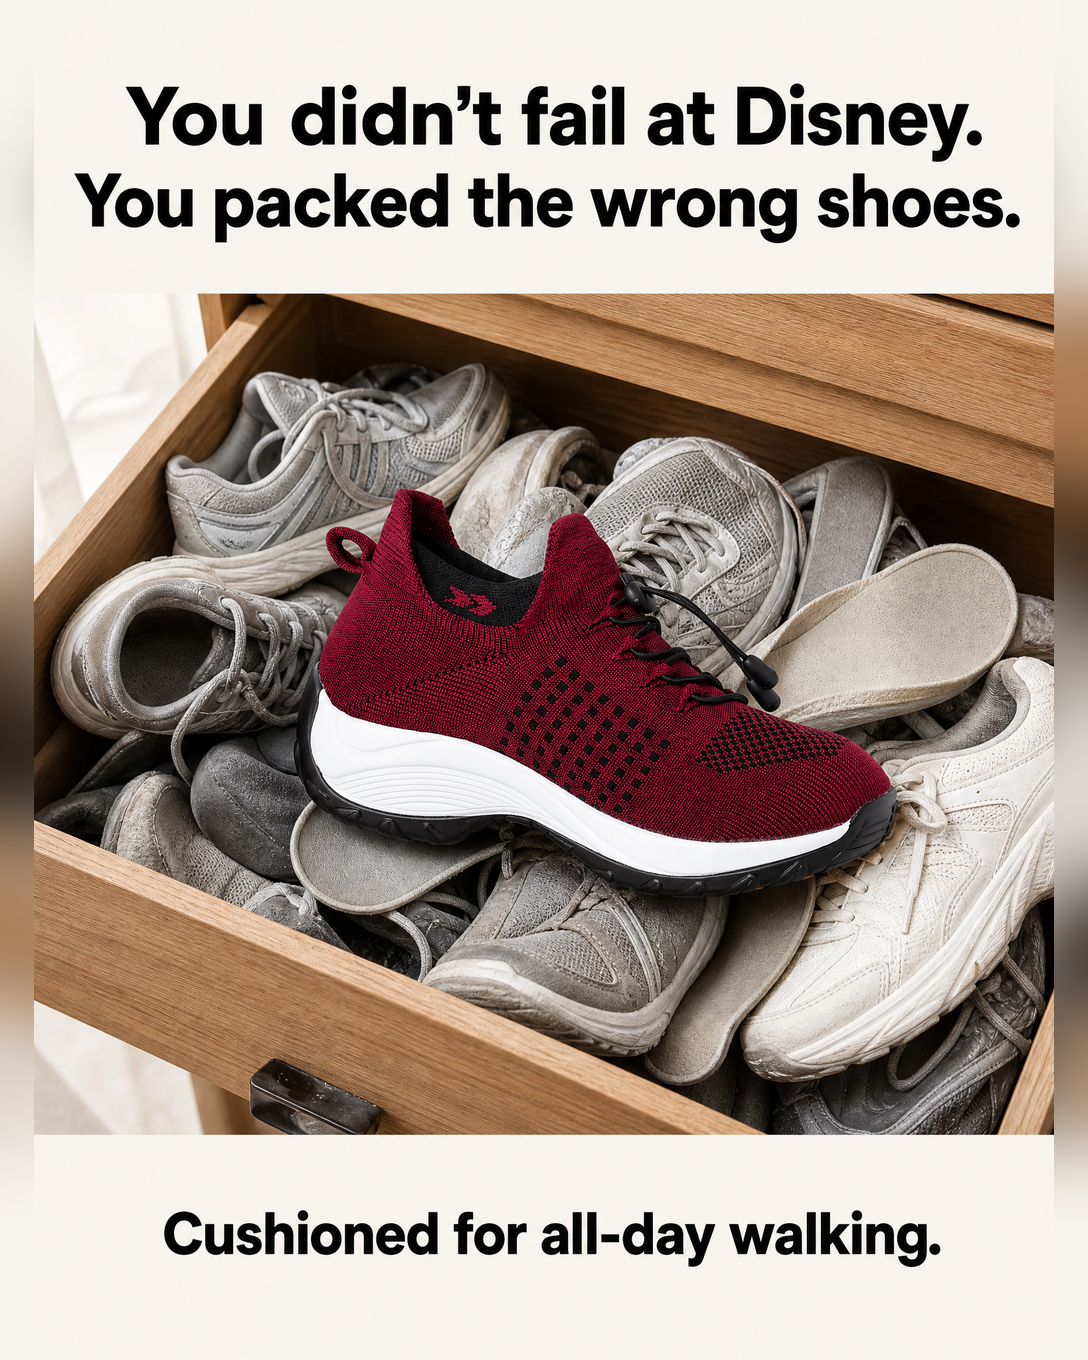 You didn’t fail at Disney.
You packed the wrong shoes.
Cushioned for all-day walking.